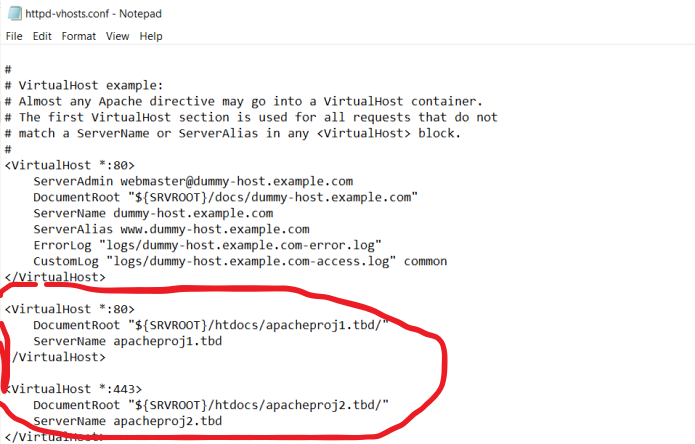 httpd-vhosts.conf - Notepad
File Edit Format View Help
#
# VirtualHost example:
# Almost any Apache directive may go into a VirtualHost container.
# The first VirtualHost section is used for all requests that do not
# match a ServerName or ServerAlias in any <VirtualHost> block.
#
<VirtualHost *:80>
    ServerAdmin webmaster@dummy-host.example.com
    DocumentRoot "${SRVROOT}/docs/dummy-host.example.com"
    ServerName dummy-host.example.com
    ServerAlias www.dummy-host.example.com
    ErrorLog "logs/dummy-host.example.com-error.log"
    CustomLog "logs/dummy-host.example.com-access.log" common
</VirtualHost>
<VirtualHost *:80>
    DocumentRoot "${SRVROOT}/htdocs/apacheproj1.tbd/"
    ServerName apacheproj1.tbd
</VirtualHost>
<VirtualHost *:443>
    DocumentRoot "${SRVROOT}/htdocs/apacheproj2.tbd/"
    ServerName apacheproj2.tbd
</VirtualHost>